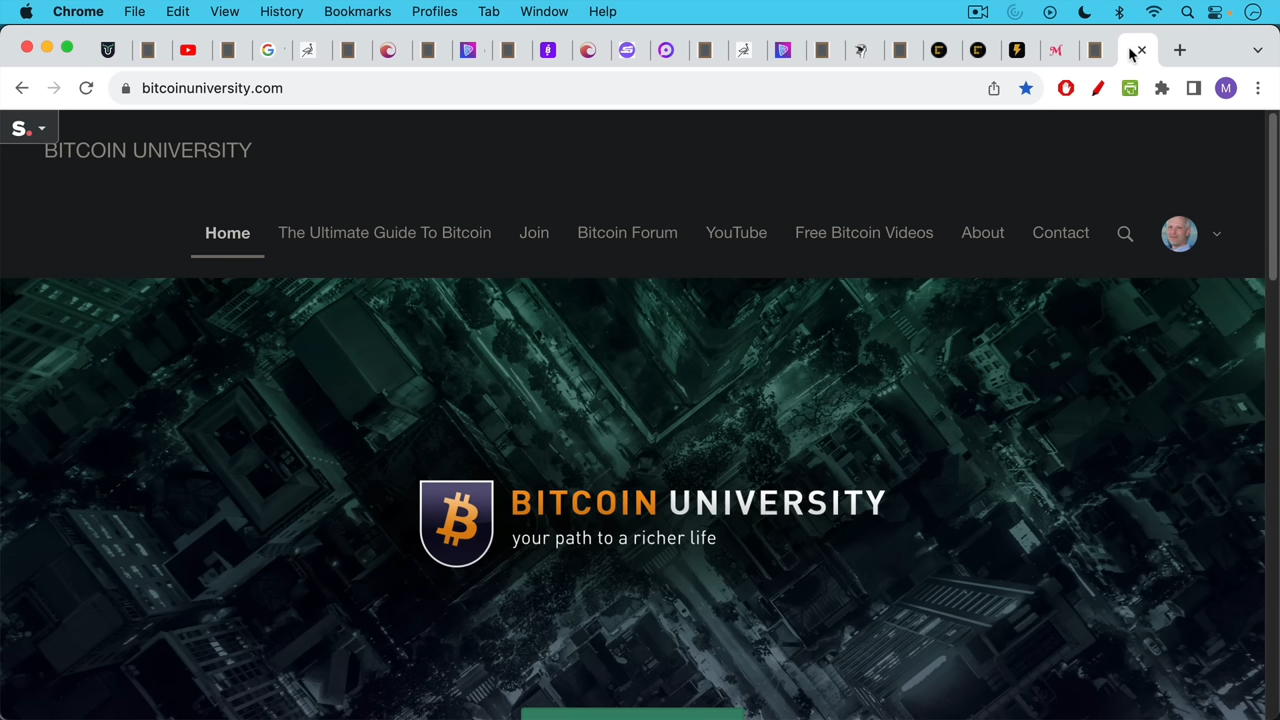 Chrome File Edit View History Bookmarks Profiles Tab Window Help
bitcoinuniversity.com
M
S.
BITCOIN UNIVERSITY
Home The Ultimate Guide To Bitcoin Join Bitcoin Forum YouTube Free Bitcoin Videos About Contact
BITCOIN UNIVERSITY
your path to a richer life